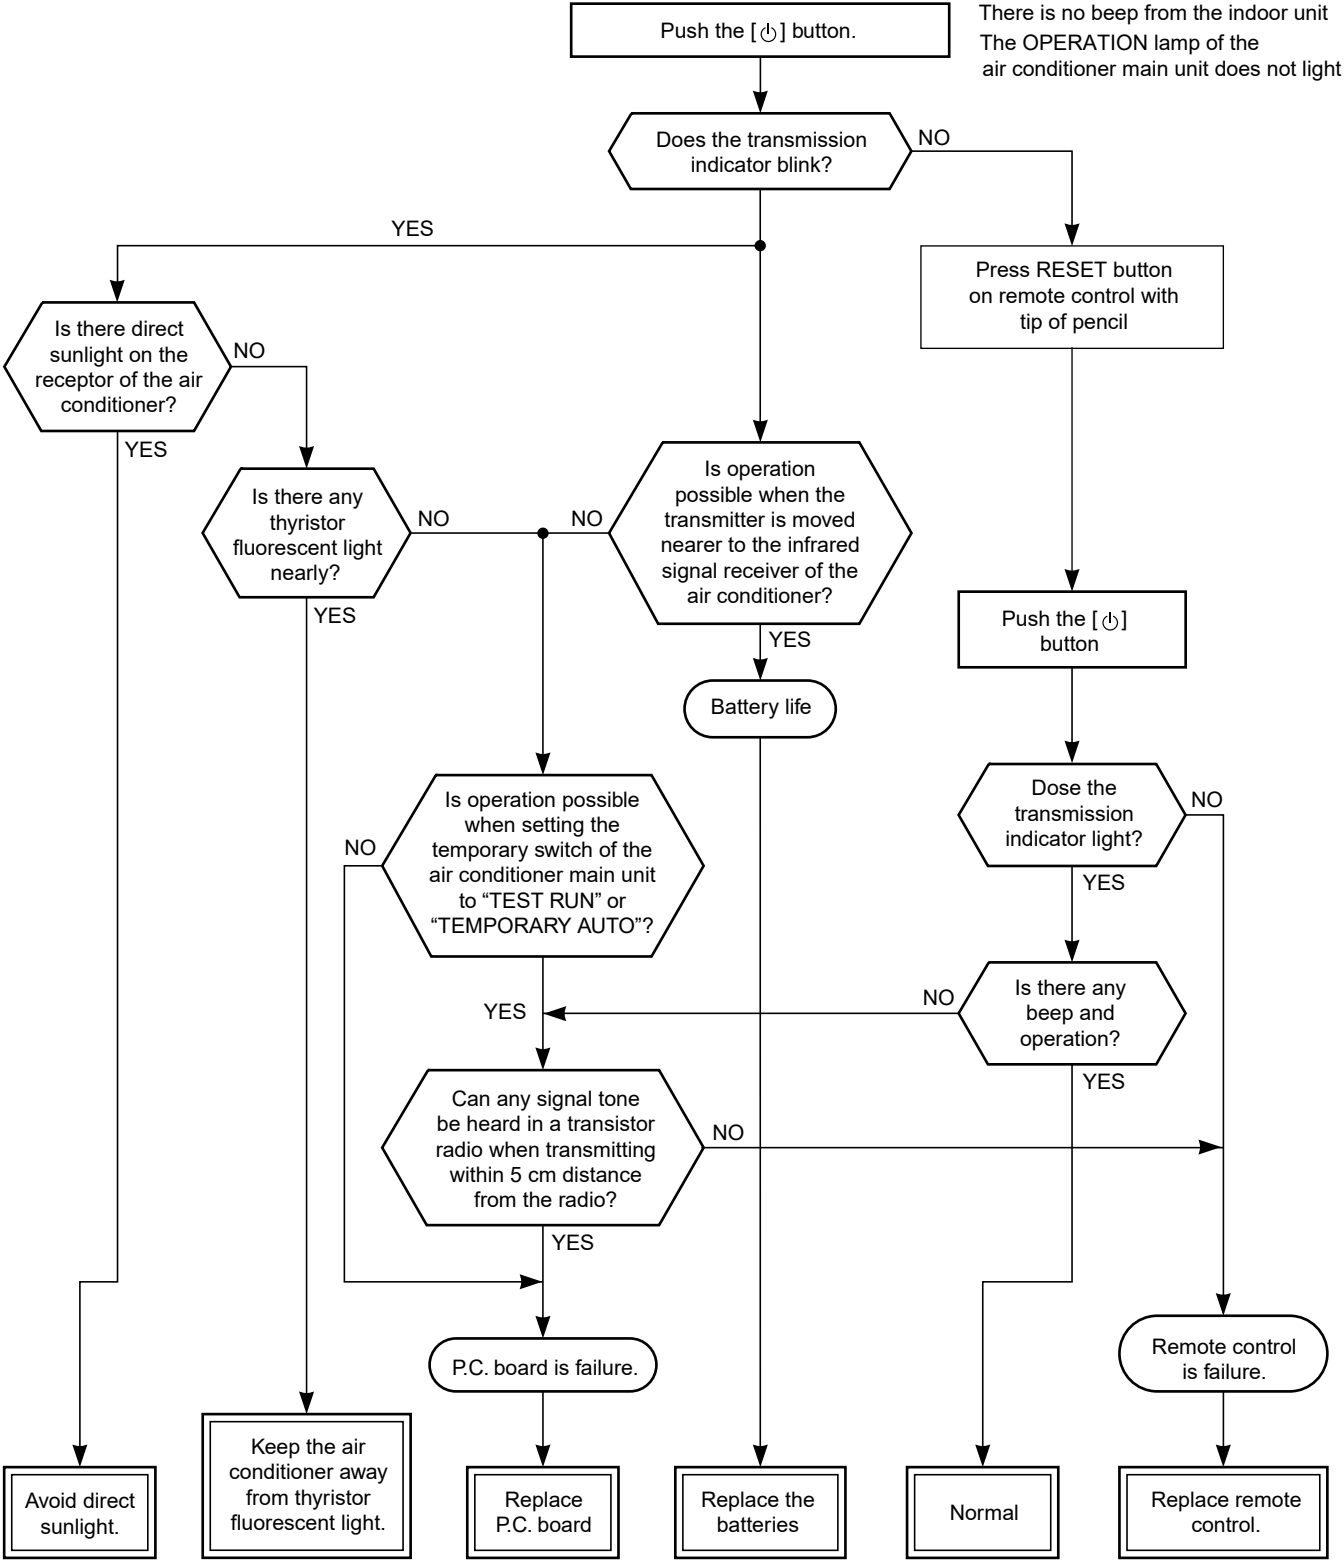 Push the [⏻] button.
There is no beep from the indoor unit
The OPERATION lamp of the
air conditioner main unit does not light
Does the transmission
indicator blink?
NO
YES
Press RESET button
on remote control with
tip of pencil
Is there direct
sunlight on the
receptor of the air
conditioner?
NO
YES
Is there any
thyristor
fluorescent light
nearly?
NO
YES
NO
Is operation
possible when the
transmitter is moved
nearer to the infrared
signal receiver of the
air conditioner?
YES
Battery life
Push the [⏻]
button
Dose the
transmission
indicator light?
NO
YES
Is operation possible
when setting the
temporary switch of the
air conditioner main unit
to “TEST RUN” or
“TEMPORARY AUTO”?
NO
YES
Is there any
beep and
operation?
NO
YES
Can any signal tone
be heard in a transistor
radio when transmitting
within 5 cm distance
from the radio?
NO
YES
P.C. board is failure.
Remote control
is failure.
Avoid direct
sunlight.
Keep the air
conditioner away
from thyristor
fluorescent light.
Replace
P.C. board
Replace the
batteries
Normal
Replace remote
control.